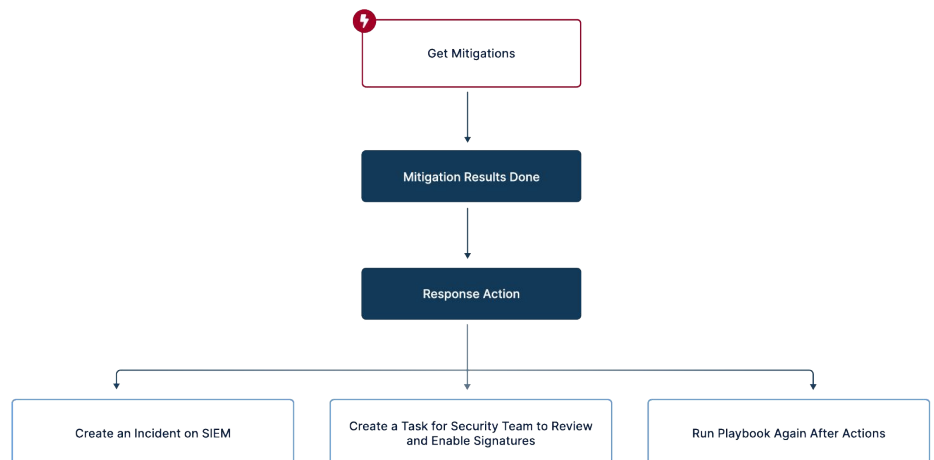 Get Mitigations
Mitigation Results Done
Response Action
Create an Incident on SIEM
Create a Task for Security Team to Review
and Enable Signatures
Run Playbook Again After Actions